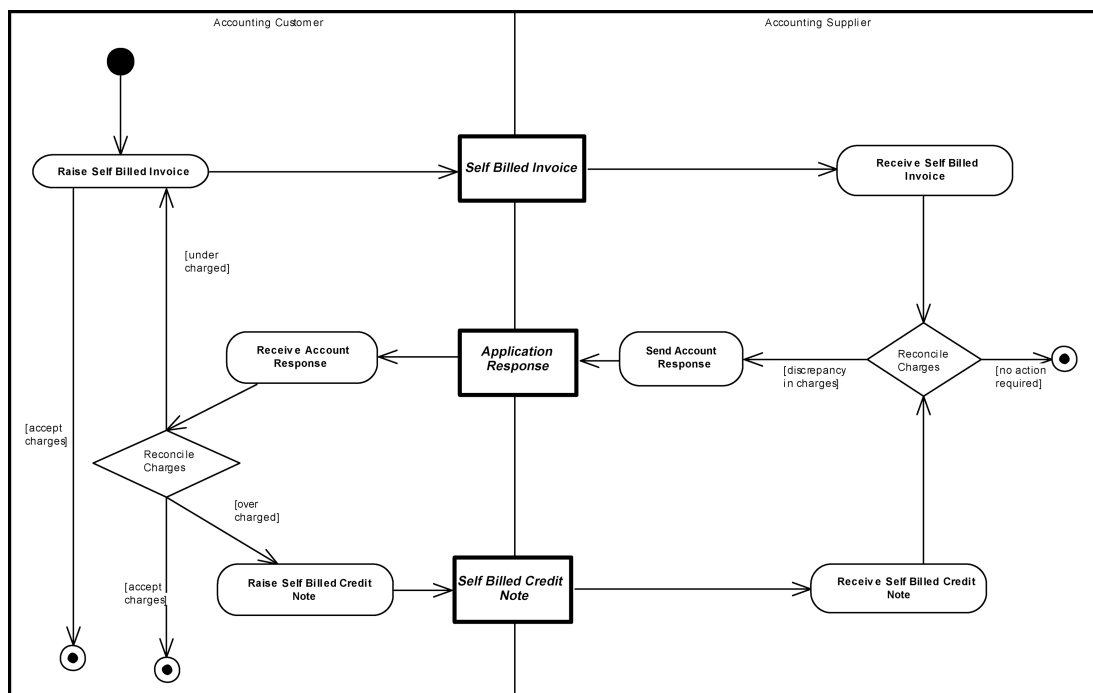 Accounting Customer
Accounting Supplier
Raise Self Billed Invoice
Self Billed Invoice
Receive Self Billed
Invoice
[under
charged]
Receive Account
Response
Application
Response
Send Account
Response
Reconcile
Charges
[discrepancy
in charges]
[no action
required]
[accept
charges]
Reconcile
Charges
[over
charged]
[accept
charges]
Raise Self Billed Credit
Note
Self Billed Credit
Note
Receive Self Billed Credit
Note